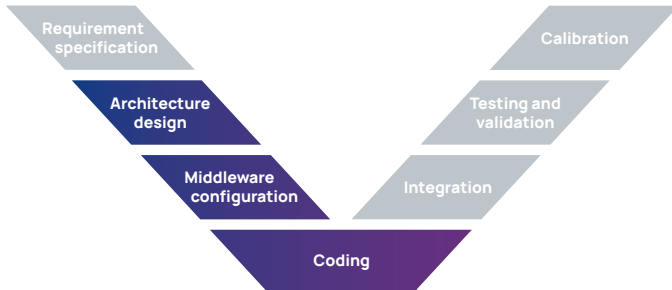 Requirement
specification
Calibration
Architecture
design
Testing and
validation
Middleware
configuration
Integration
Coding